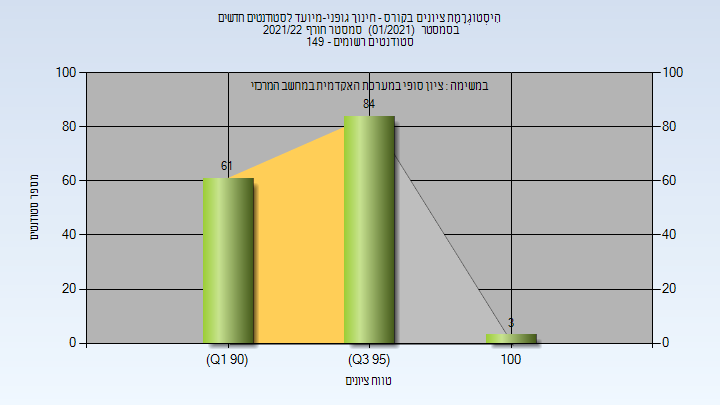 היסטוגרמת ציונים בקורס - חינוך גופני-מיועד לסטודנטים חדשים
בסמסטר (01/2021) סמסטר חורף 2021/22
סטודנטים רשומים - 149
במשימה : ציון סופי במערכת האקדמית במחשב המרכזי
100 100
84
80 80
61
60 60
מספר סטודנטים
40 40
20 20
3
0 0
(Q1 90) (Q3 95) 100
טווח ציונים